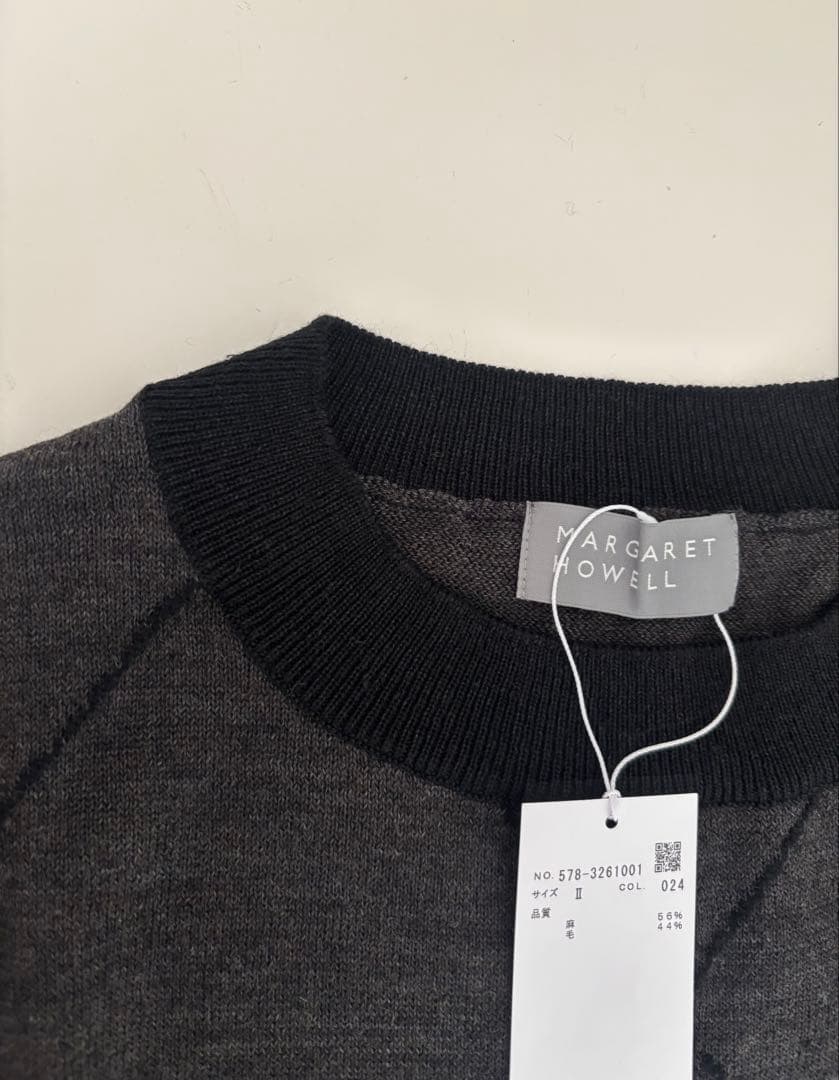 MARGARET
HOWELL
NO. 578-3261001
サイズ Ⅱ COL. 024
品質 56%
麻 44%
毛